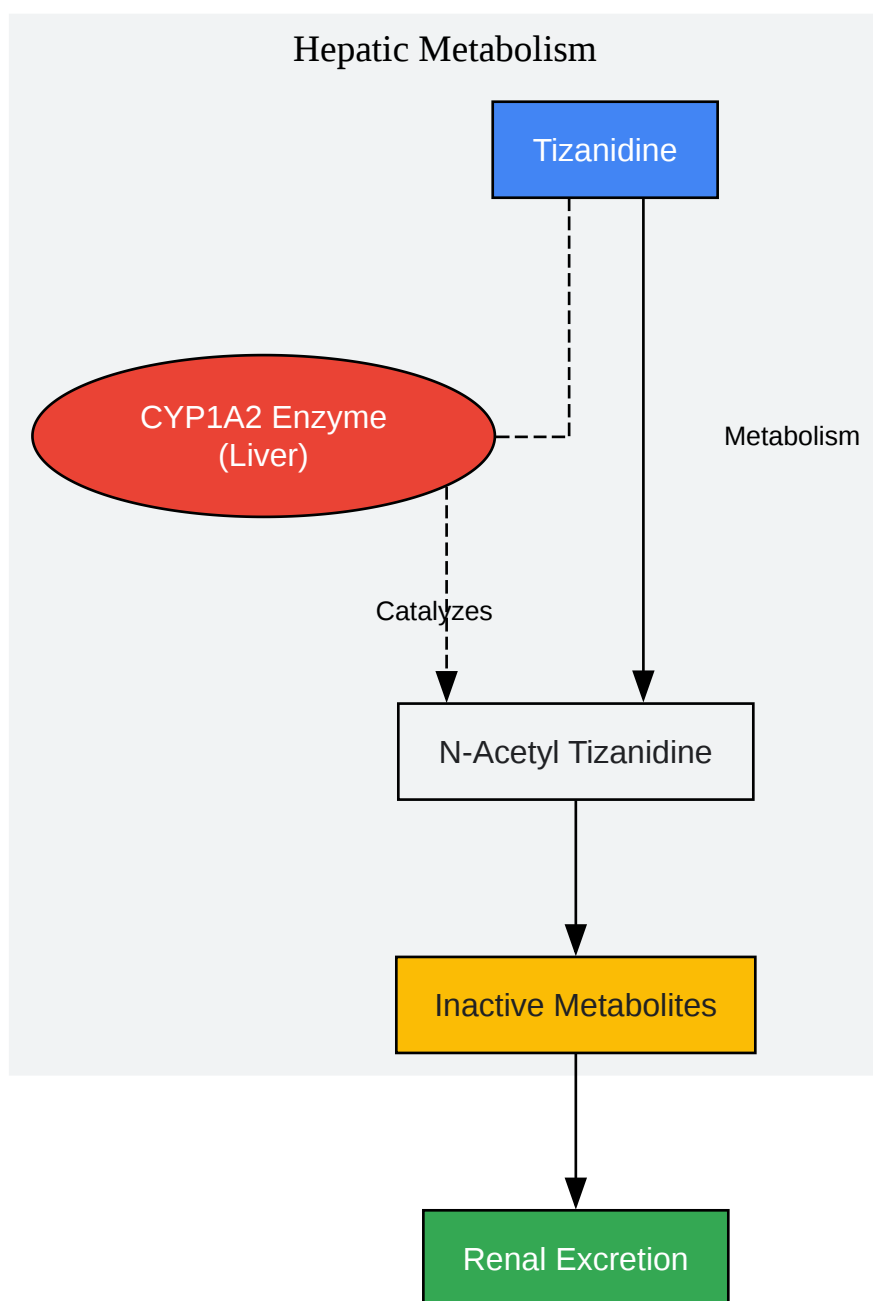 Hepatic Metabolism
Tizanidine
CYP1A2 Enzyme
(Liver)
Metabolism
Catalyzes
N-Acetyl Tizanidine
Inactive Metabolites
Renal Excretion